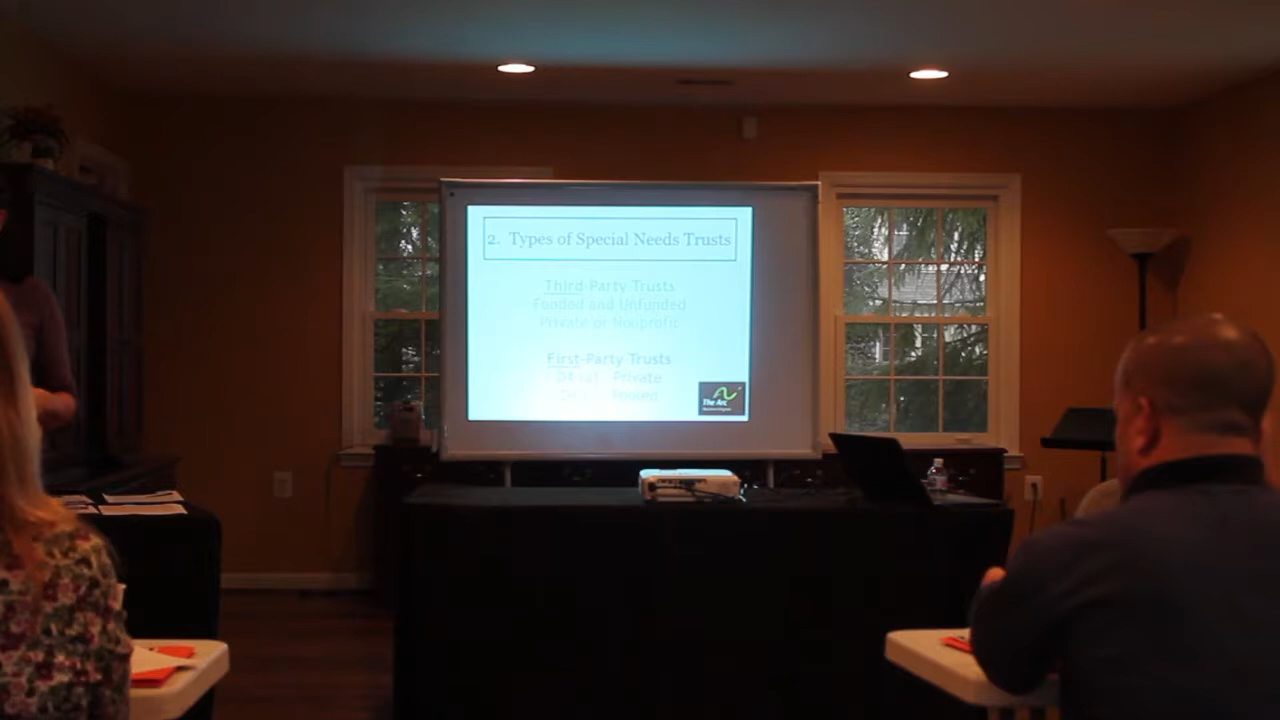 2. Types of Special Needs Trusts
Third-Party Trusts
Funded and Unfunded
Private or Nonprofit
First-Party Trusts
Private
Pooled
The Arc